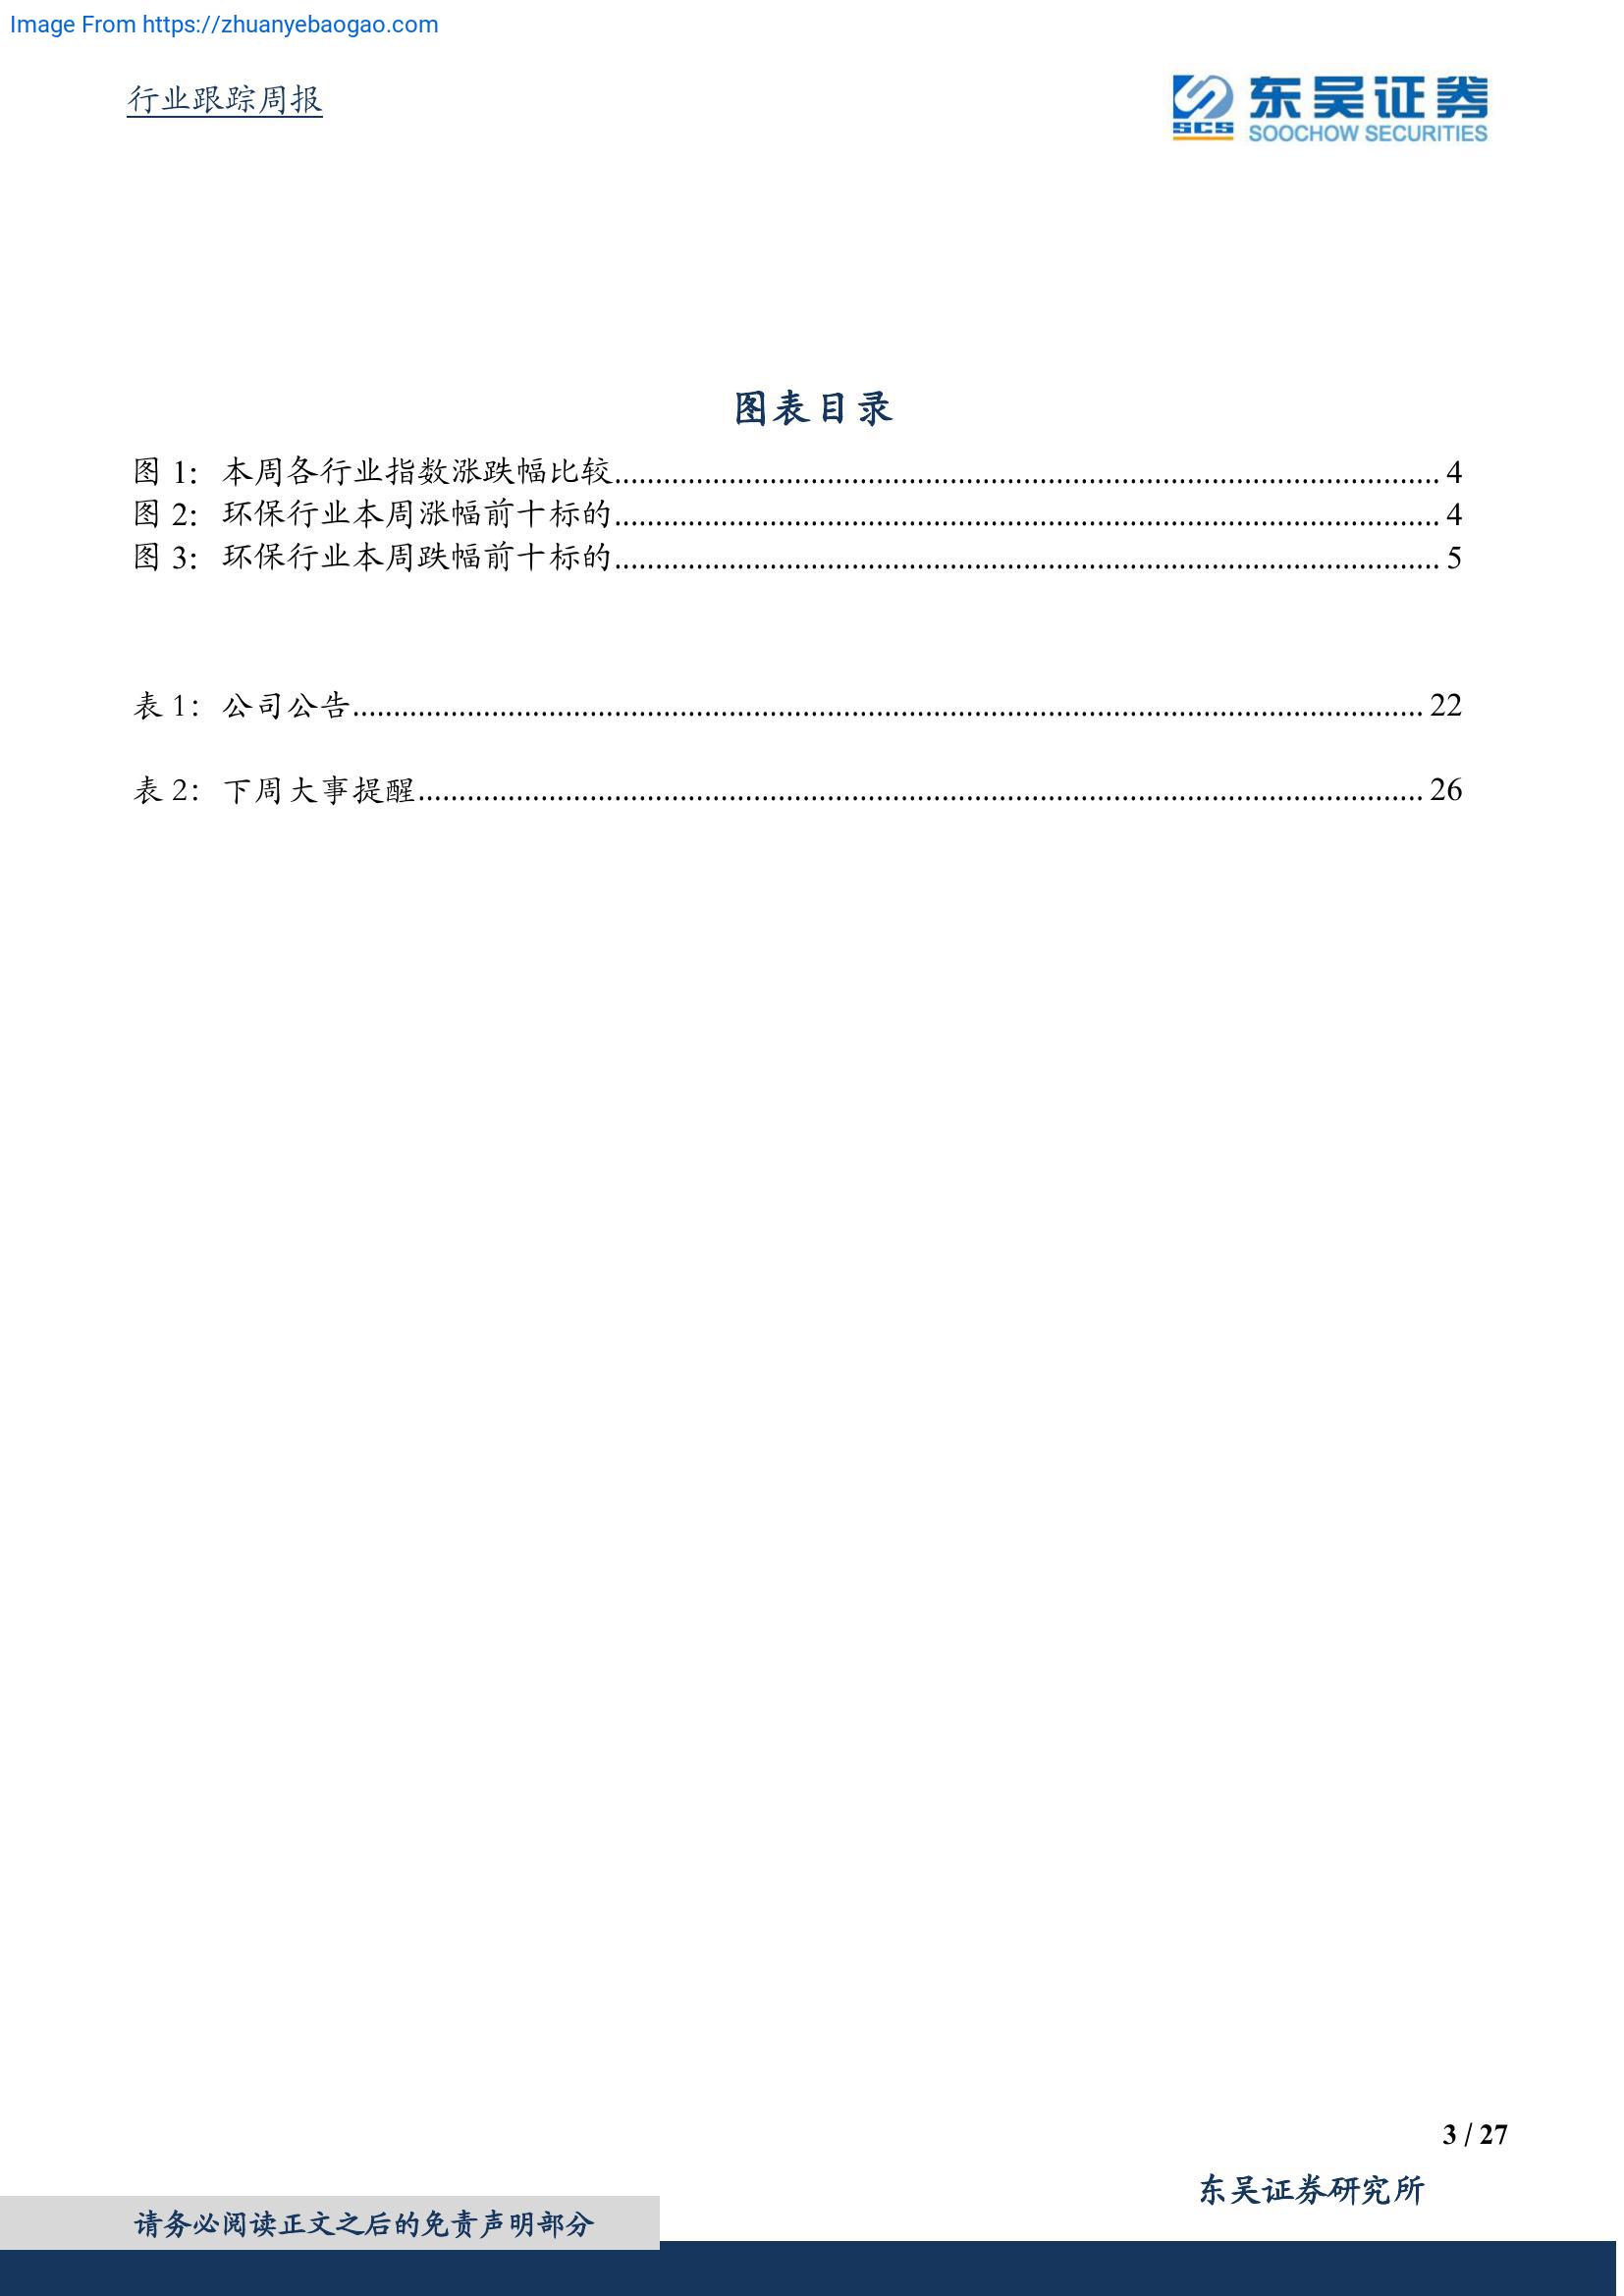 Image From https://zhuanyebaogao.com
行业跟踪周报
东吴证券
SCS
SOOCHOW SECURITIES
图表目录
图 1: 本周各行业指数涨跌幅比较........................................ 4
图 2: 环保行业本周涨幅前十标的........................................ 4
图 3: 环保行业本周跌幅前十标的........................................ 5
表 1: 公司公告........................................ 22
表 2: 下周大事提醒........................................ 26
3 / 27
东吴证券研究所
请务必阅读正文之后的免责声明部分